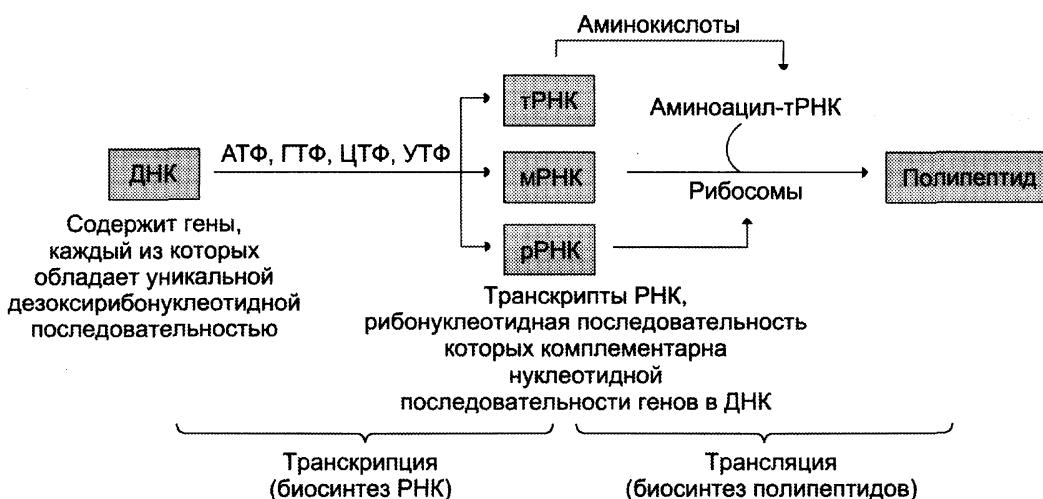 Аминокислоты
тРНК
Аминоацил-тРНК
АТФ, ГТФ, ЦТФ, УТФ
ДНК
мРНК
Рибосомы
Полипептид
рРНК
Содержит гены,
каждый из которых
обладает уникальной
дезоксирибонуклеотидной
последовательностью
Транскрипты РНК,
рибонуклеотидная последовательность
которых комплементарна
нуклеотидной
последовательности генов в ДНК
Транскрипция
(биосинтез РНК)
Трансляция
(биосинтез полипептидов)